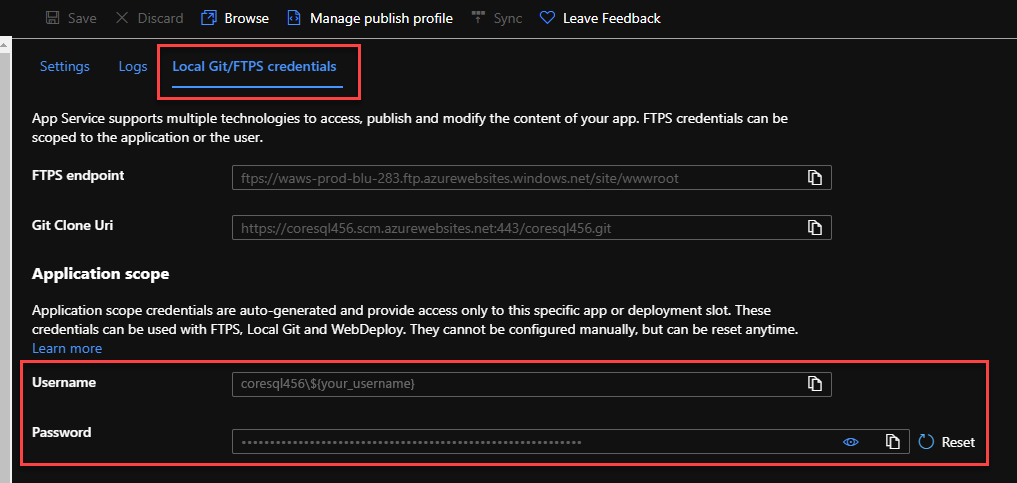 Save Discard Browse Manage publish profile Sync Leave Feedback
Settings Logs Local Git/FTPS credentials
App Service supports multiple technologies to access, publish and modify the content of your app. FTPS credentials can be
scoped to the application or the user.
FTPS endpoint ftps://waws-prod-blu-283.ftp.azurewebsites.windows.net/site/wwwroot
Git Clone Uri https://coresql456.scm.azurewebsites.net:443/coresql456.git
Application scope
Application scope credentials are auto-generated and provide access only to this specific app or deployment slot. These
credentials can be used with FTPS, Local Git and WebDeploy. They cannot be configured manually, but can be reset anytime.
Learn more
Username coresql456\${your_username}
Password Reset